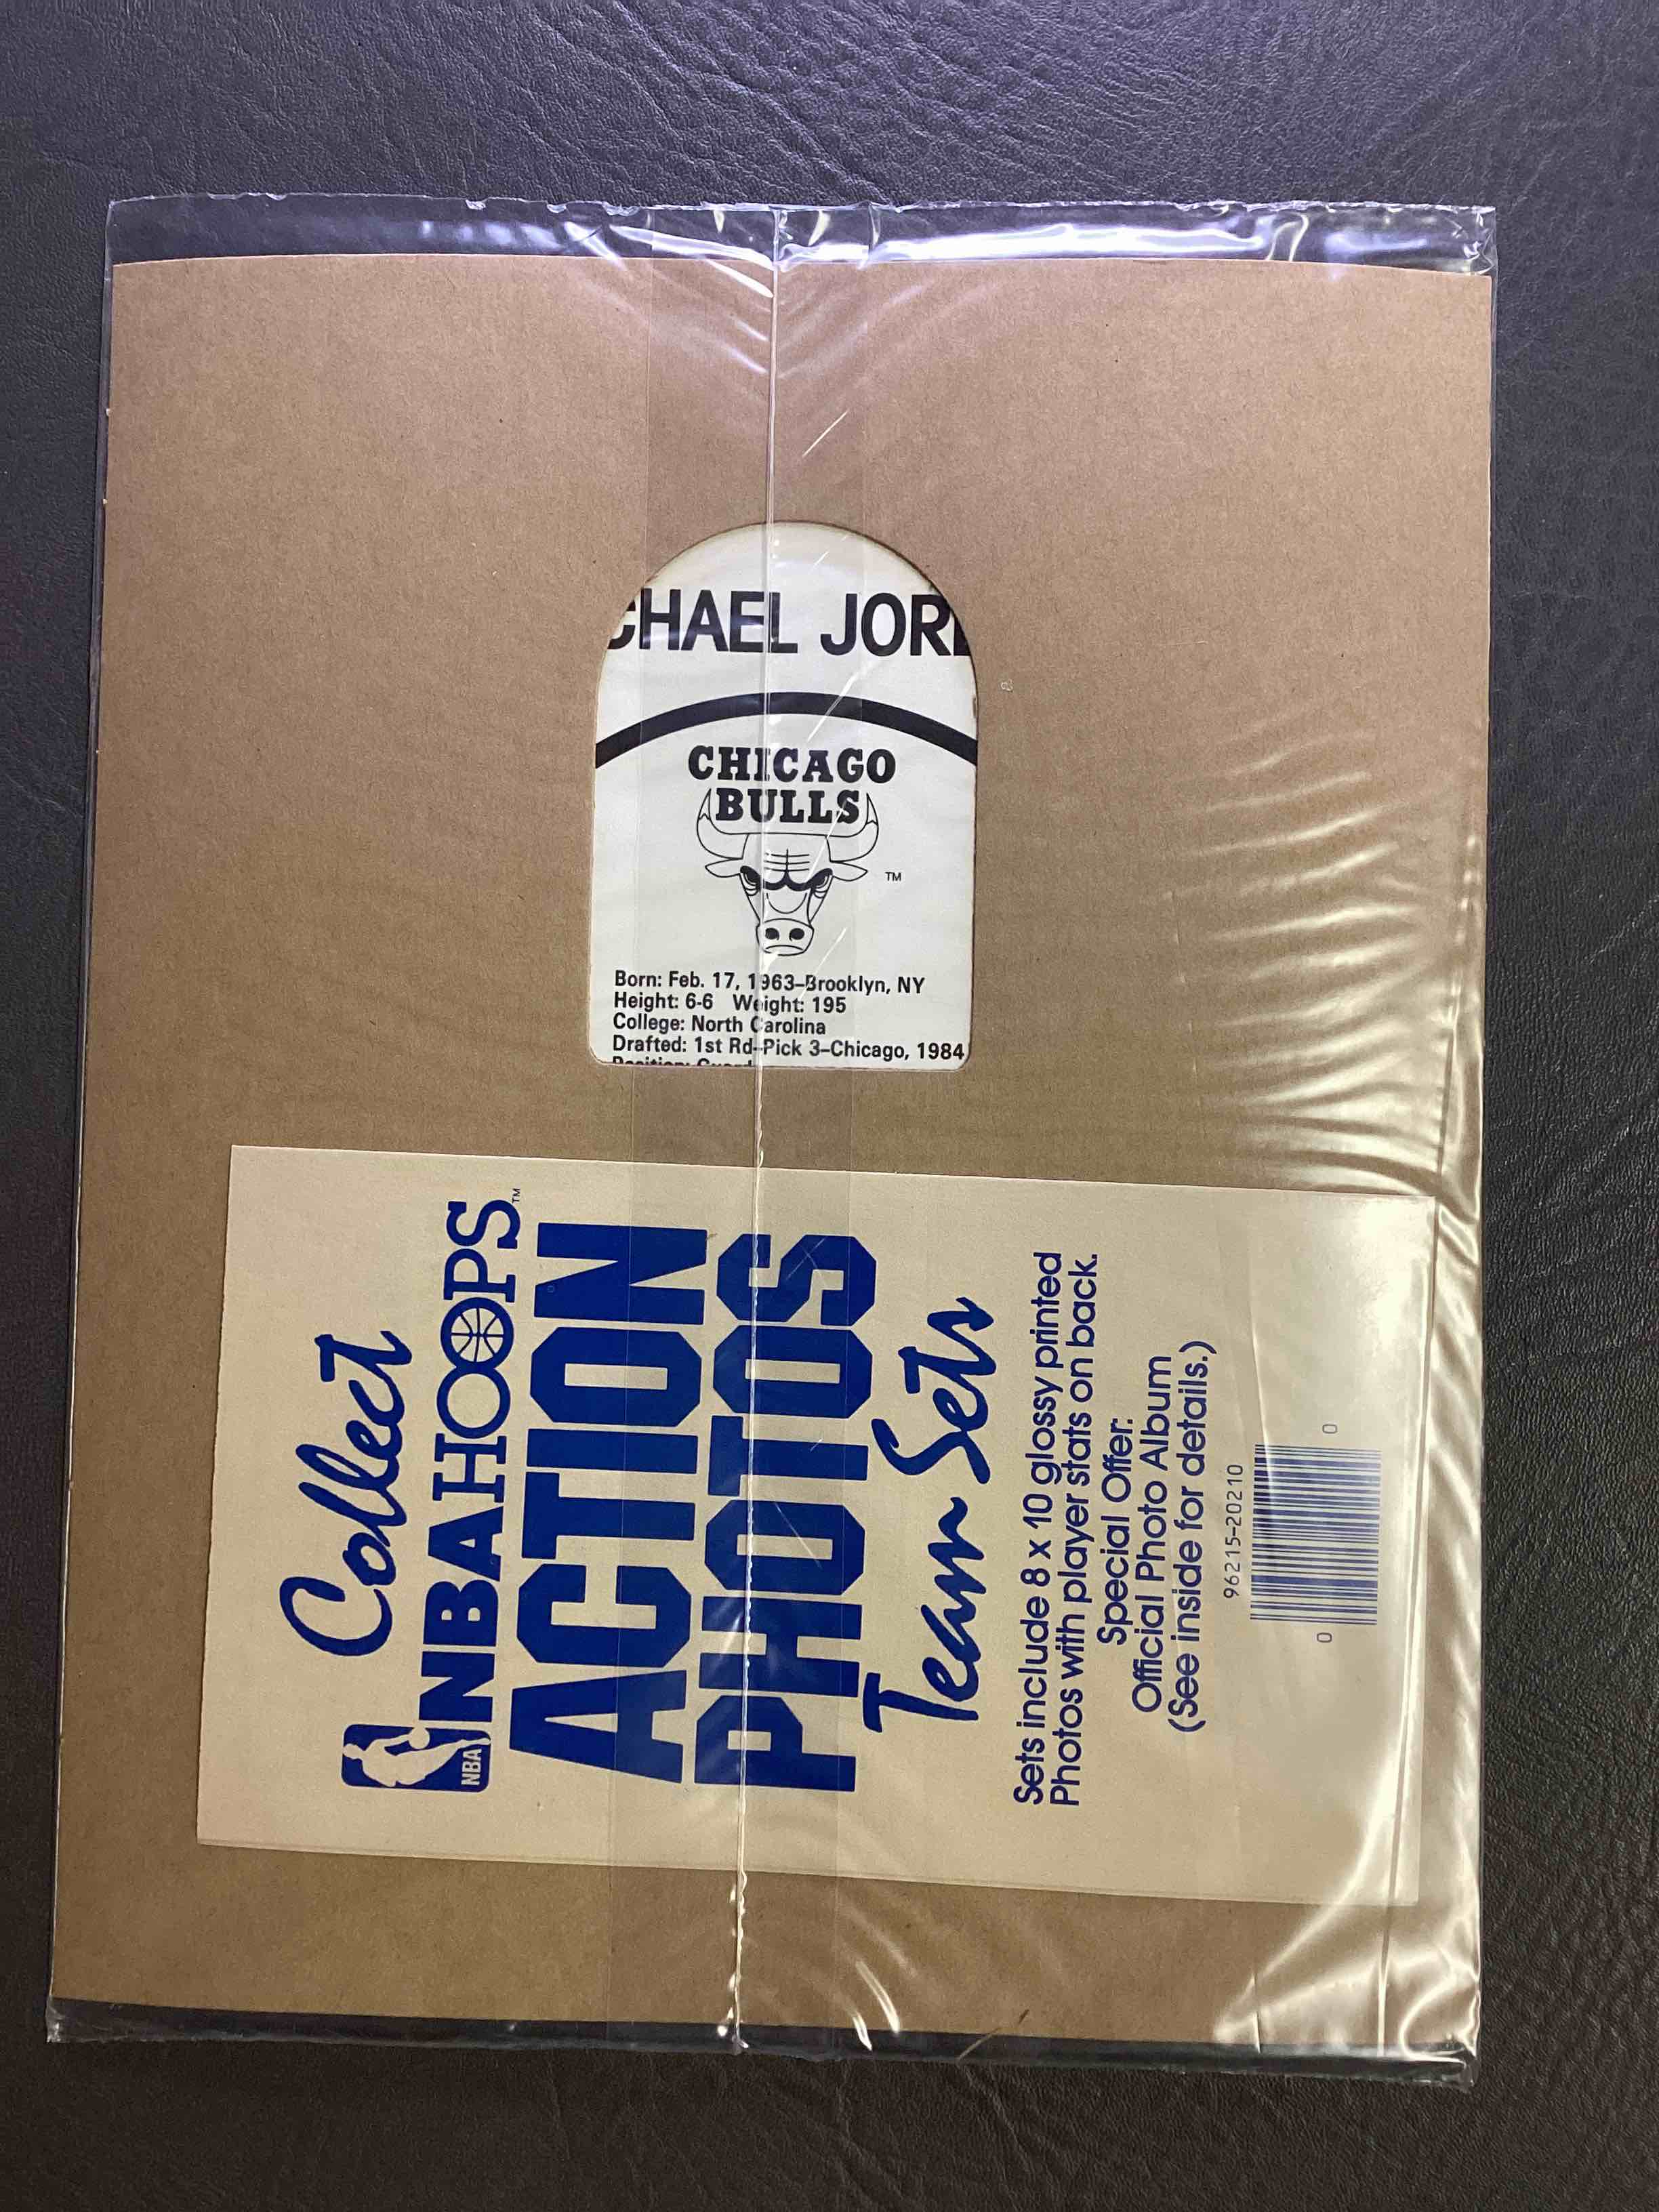 CHAEL JOR
CHICAGO
BULLS
TM
Born: Feb. 17, 1963–Brooklyn, NY
Height: 6-6 Weight: 195
College: North Carolina
Drafted: 1st Rd–Pick 3–Chicago, 1984
Position: Guard
Collect
NBA
NBA HOOPS™
ACTION
PHOTOS
Team Sets
Sets include 8 x 10 glossy printed
Photos with player stats on back.
Special Offer:
Official Photo Album
(See inside for details.)
96215-20210
0 0